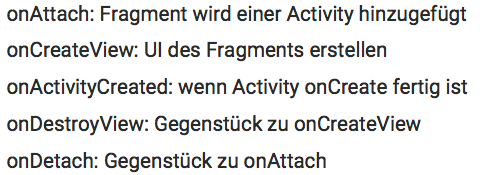 onAttach: Fragment wird einer Activity hinzugefügt
onCreateView: UI des Fragments erstellen
onActivityCreated: wenn Activity onCreate fertig ist
onDestroyView: Gegenstück zu onCreateView
onDetach: Gegenstück zu onAttach